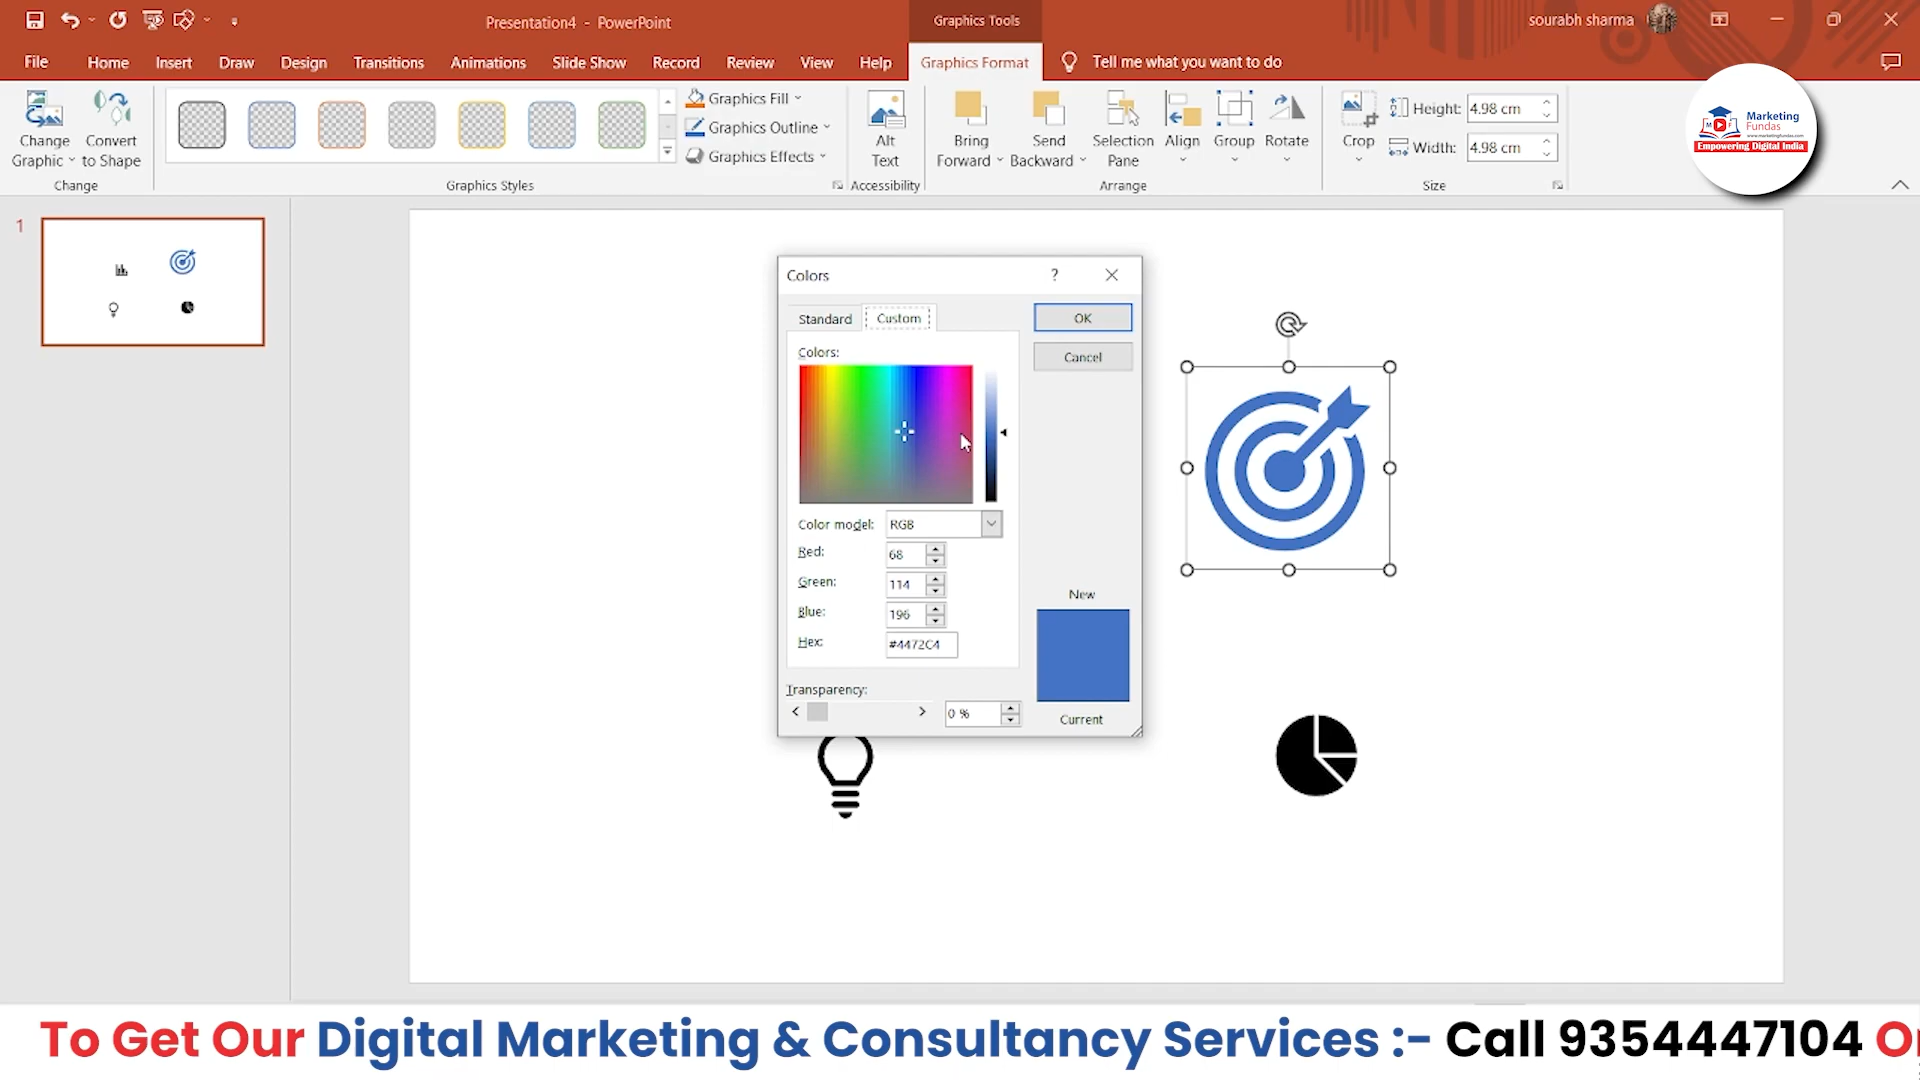 Presentation4 - PowerPoint
Graphics Tools
sourabh sharma
File
Home
Insert
Draw
Design
Transitions
Animations
Slide Show
Record
Review
View
Help
Graphics Format
Tell me what you want to do
Change
Graphic
Convert
to Shape
Change
Graphics Fill
Graphics Outline
Graphics Effects
Graphics Styles
Alt
Text
Accessibility
Bring
Forward
Send
Backward
Selection
Pane
Align
Group
Rotate
Arrange
Crop
Height: 4.98 cm
Width: 4.98 cm
Size
Marketing
Fundas
www.marketingfundas.com
Empowering Digital India
1
Colors
?
Standard
Custom
OK
Cancel
Colors:
Color model: RGB
Red: 68
Green: 114
Blue: 196
Hex: #4472C4
Transparency:
0 %
New
Current
To Get Our Digital Marketing & Consultancy Services :- Call 9354447104